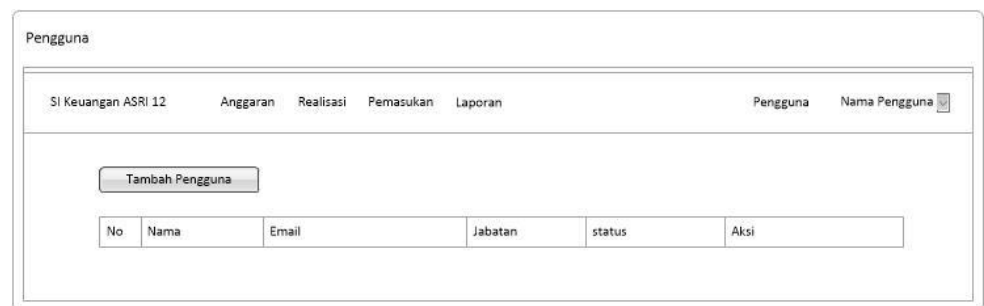 Pengguna
SI Keuangan ASRI 12 Anggaran Realisasi Pemasukan Laporan Pengguna Nama Pengguna
Tambah Pengguna
No Nama Email Jabatan status Aksi